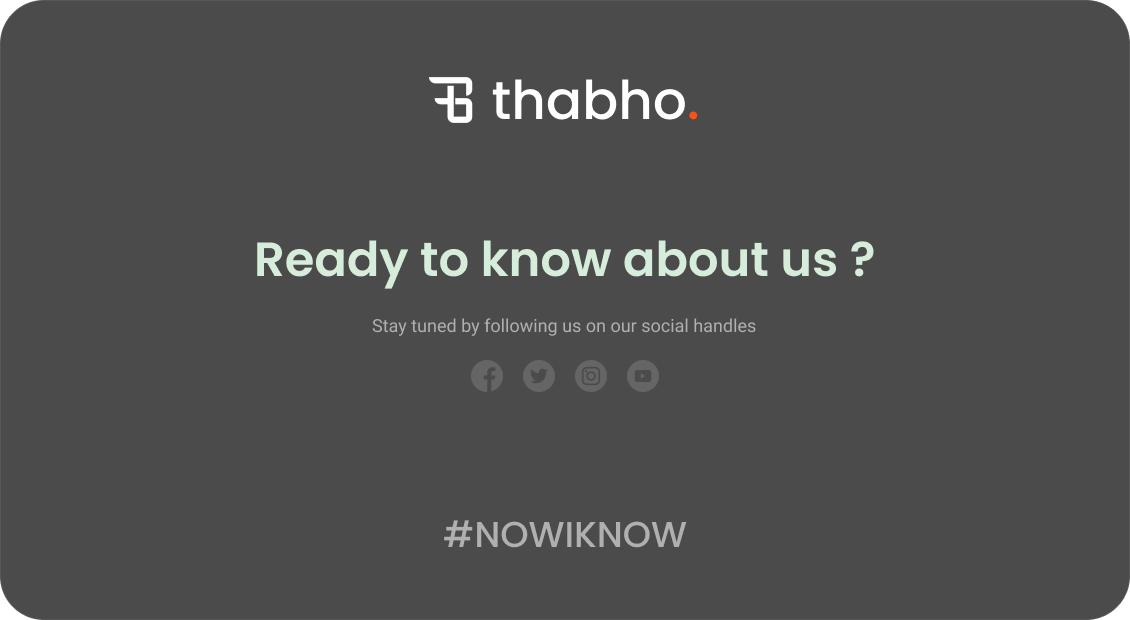 thabho.
Ready to know about us ?
Stay tuned by following us on our social handles
#NOWIKNOW